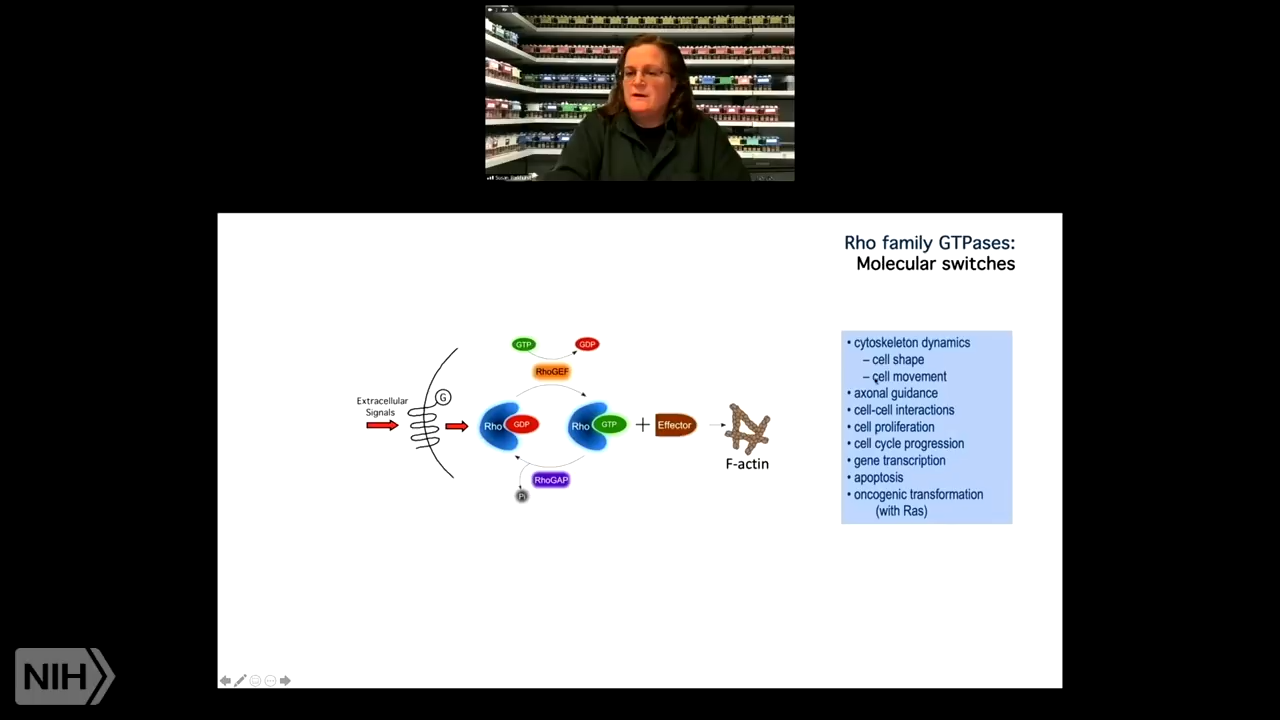 Rho family GTPases:
Molecular switches
GTP
GDP
RhoGEF
Extracellular
Signals
G
Rho
GDP
Rho
GTP
+
Effector
F-actin
RhoGAP
Pi
• cytoskeleton dynamics
– cell shape
– cell movement
• axonal guidance
• cell-cell interactions
• cell proliferation
• cell cycle progression
• gene transcription
• apoptosis
• oncogenic transformation
(with Ras)
NIH